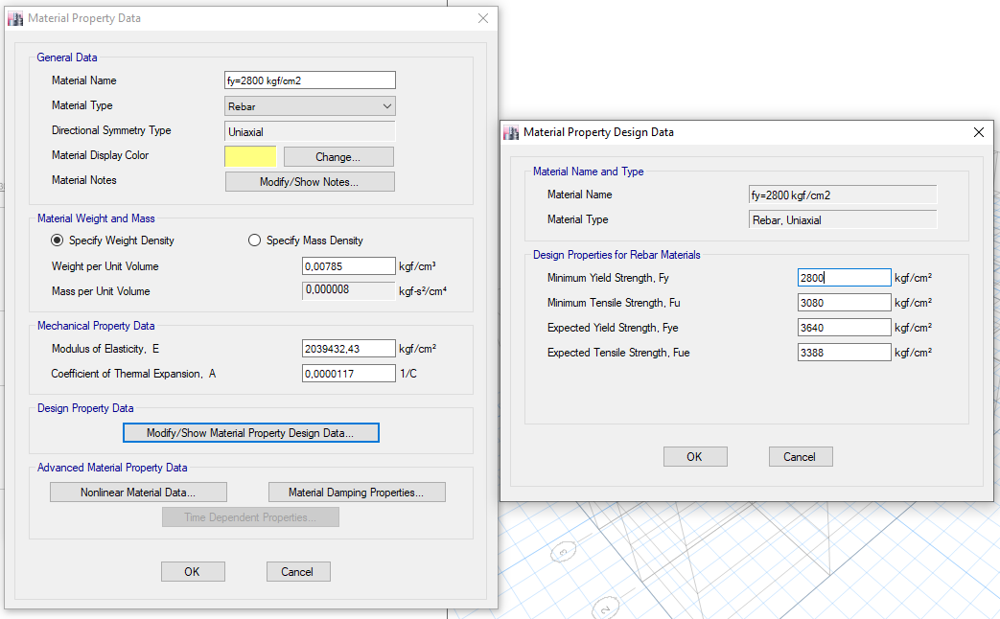 Material Property Data
General Data
Material Name fy=2800 kgf/cm2
Material Type Rebar
Directional Symmetry Type Uniaxial
Material Display Color Change...
Material Notes Modify/Show Notes...
Material Weight and Mass
Specify Weight Density Specify Mass Density
Weight per Unit Volume 0,00785 kgf/cm³
Mass per Unit Volume 0,000008 kgf-s²/cm⁴
Mechanical Property Data
Modulus of Elasticity, E 2039432,43 kgf/cm²
Coefficient of Thermal Expansion, A 0,0000117 1/C
Design Property Data
Modify/Show Material Property Design Data...
Advanced Material Property Data
Nonlinear Material Data... Material Damping Properties...
Time Dependent Properties...
OK Cancel
Material Property Design Data
Material Name and Type
Material Name fy=2800 kgf/cm2
Material Type Rebar, Uniaxial
Design Properties for Rebar Materials
Minimum Yield Strength, Fy 2800 kgf/cm²
Minimum Tensile Strength, Fu 3080 kgf/cm²
Expected Yield Strength, Fye 3640 kgf/cm²
Expected Tensile Strength, Fue 3388 kgf/cm²
OK Cancel
2